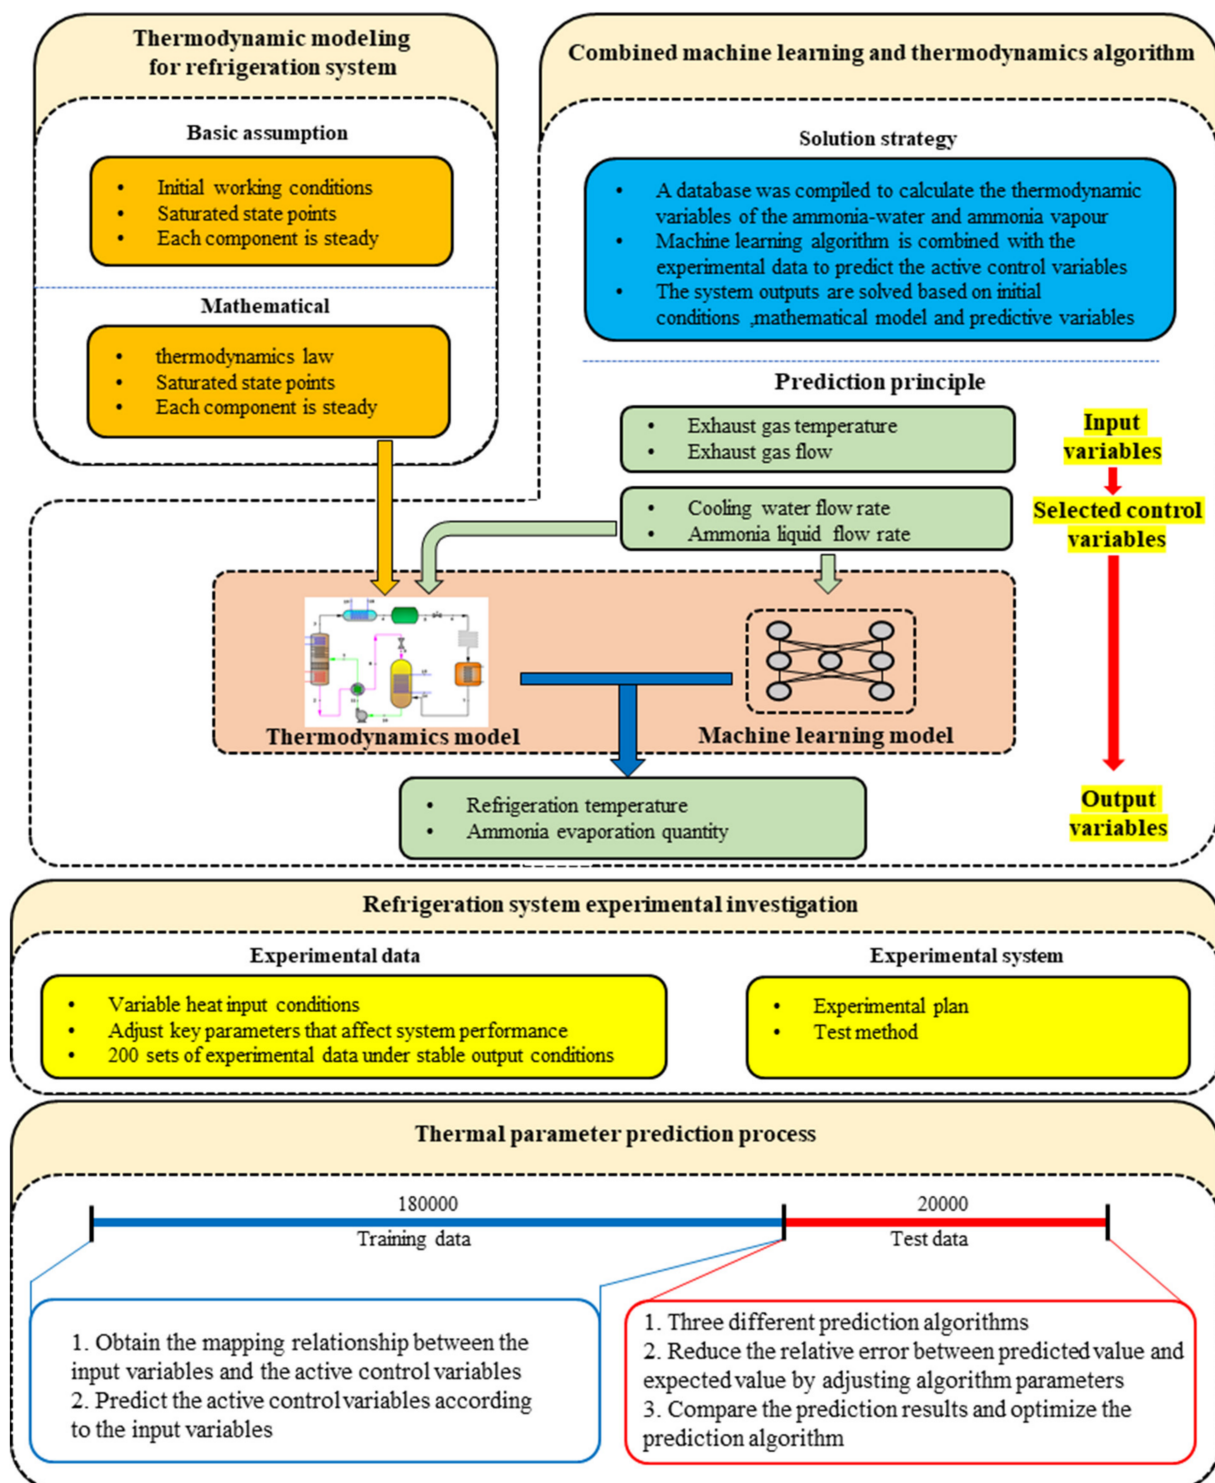 Thermodynamic modeling
for refrigeration system
Basic assumption
• Initial working conditions
• Saturated state points
• Each component is steady
Mathematical
• thermodynamics law
• Saturated state points
• Each component is steady
Combined machine learning and thermodynamics algorithm
Solution strategy
• A database was compiled to calculate the thermodynamic
variables of the ammonia-water and ammonia vapour
• Machine learning algorithm is combined with the
experimental data to predict the active control variables
• The system outputs are solved based on initial
conditions ,mathematical model and predictive variables
Prediction principle
• Exhaust gas temperature
• Exhaust gas flow
Input
variables
• Cooling water flow rate
• Ammonia liquid flow rate
Selected control
variables
Thermodynamics model
Machine learning model
• Refrigeration temperature
• Ammonia evaporation quantity
Output
variables
Refrigeration system experimental investigation
Experimental data
• Variable heat input conditions
• Adjust key parameters that affect system performance
• 200 sets of experimental data under stable output conditions
Experimental system
• Experimental plan
• Test method
Thermal parameter prediction process
180000
Training data
20000
Test data
1. Obtain the mapping relationship between the
input variables and the active control variables
2. Predict the active control variables according
to the input variables
1. Three different prediction algorithms
2. Reduce the relative error between predicted value and
expected value by adjusting algorithm parameters
3. Compare the prediction results and optimize the
prediction algorithm